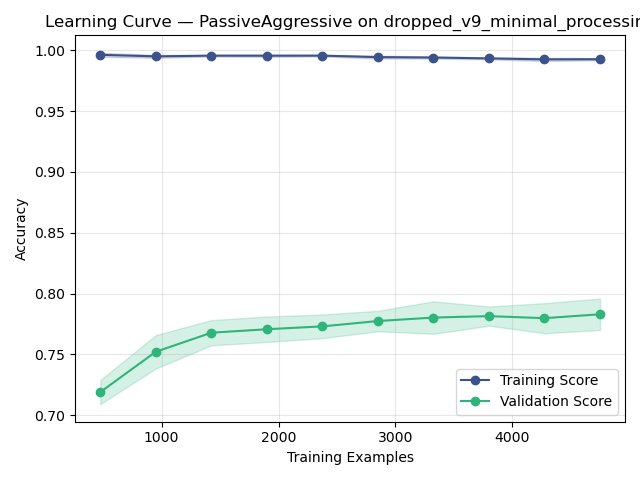 Learning Curve — PassiveAggressive on dropped_v9_minimal_processin
1.00
0.95
0.90
0.85
0.80
0.75
0.70
Accuracy
Training Score
Validation Score
1000 2000 3000 4000
Training Examples